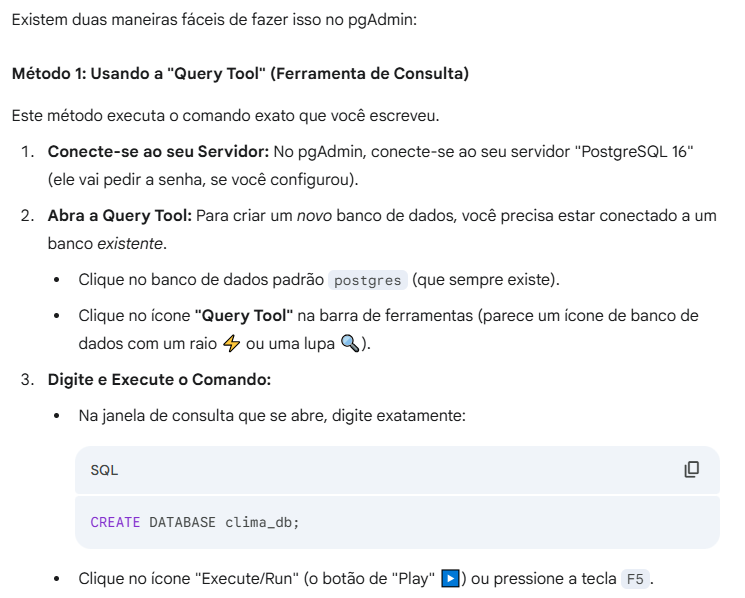 Existem duas maneiras fáceis de fazer isso no pgAdmin:
Método 1: Usando a "Query Tool" (Ferramenta de Consulta)
Este método executa o comando exato que você escreveu.
1. Conecte-se ao seu Servidor: No pgAdmin, conecte-se ao seu servidor "PostgreSQL 16"
(ele vai pedir a senha, se você configurou).
2. Abra a Query Tool: Para criar um novo banco de dados, você precisa estar conectado a um
banco existente.
• Clique no banco de dados padrão postgres (que sempre existe).
• Clique no ícone "Query Tool" na barra de ferramentas (parece um ícone de banco de
dados com um raio ⚡ ou uma lupa 🔍).
3. Digite e Execute o Comando:
• Na janela de consulta que se abre, digite exatamente:
SQL
CREATE DATABASE clima_db;
• Clique no ícone "Execute/Run" (o botão de "Play" ▶️) ou pressione a tecla F5.